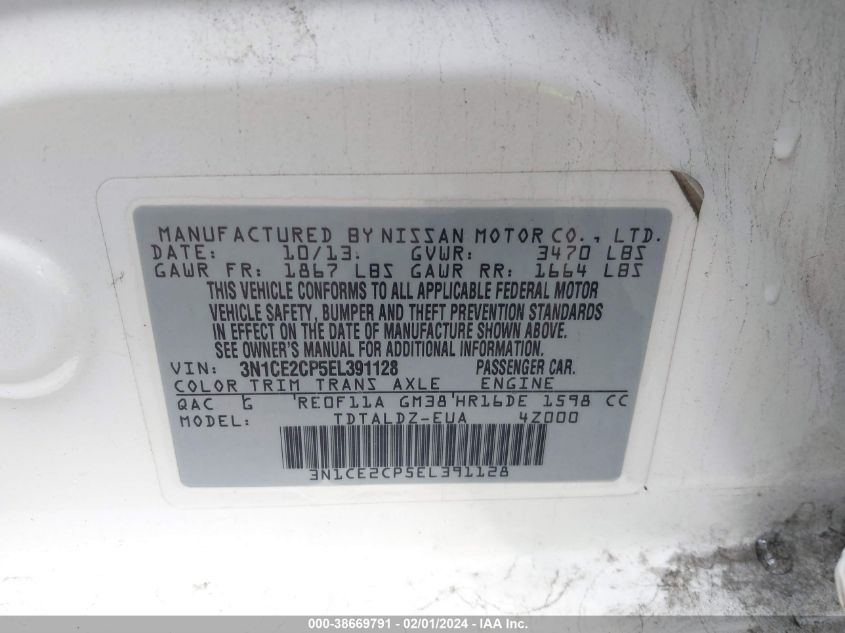 MANUFACTURED BY NISSAN MOTOR CO., LTD.
DATE: 10/13. GVWR: 3470 LBS
GAWR FR: 1867 LBS GAWR RR: 1664 LBS
THIS VEHICLE CONFORMS TO ALL APPLICABLE FEDERAL MOTOR
VEHICLE SAFETY, BUMPER AND THEFT PREVENTION STANDARDS
IN EFFECT ON THE DATE OF MANUFACTURE SHOWN ABOVE.
SEE OWNER'S MANUAL FOR ADDITIONAL INFORMATION.
VIN: 3N1CE2CP5EL391128 PASSENGER CAR.
COLOR TRIM TRANS AXLE ENGINE
QAC G 'RE0F11A GM38'HR16DE 1598 CC
MODEL: TDTALDZ-EUA 4Z000
3N1CE2CP5EL391128
000-38669791 - 02/01/2024 - IAA Inc.